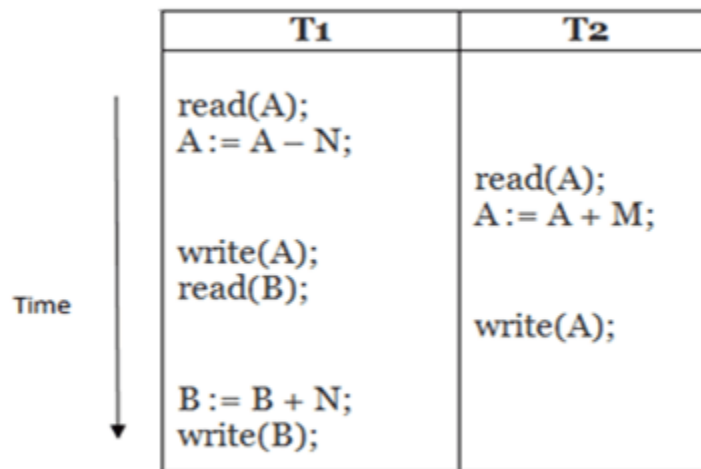 T1 T2
read(A);
A := A – N;
read(A);
A := A + M;
write(A);
read(B);
Time
write(A);
B := B + N;
write(B);